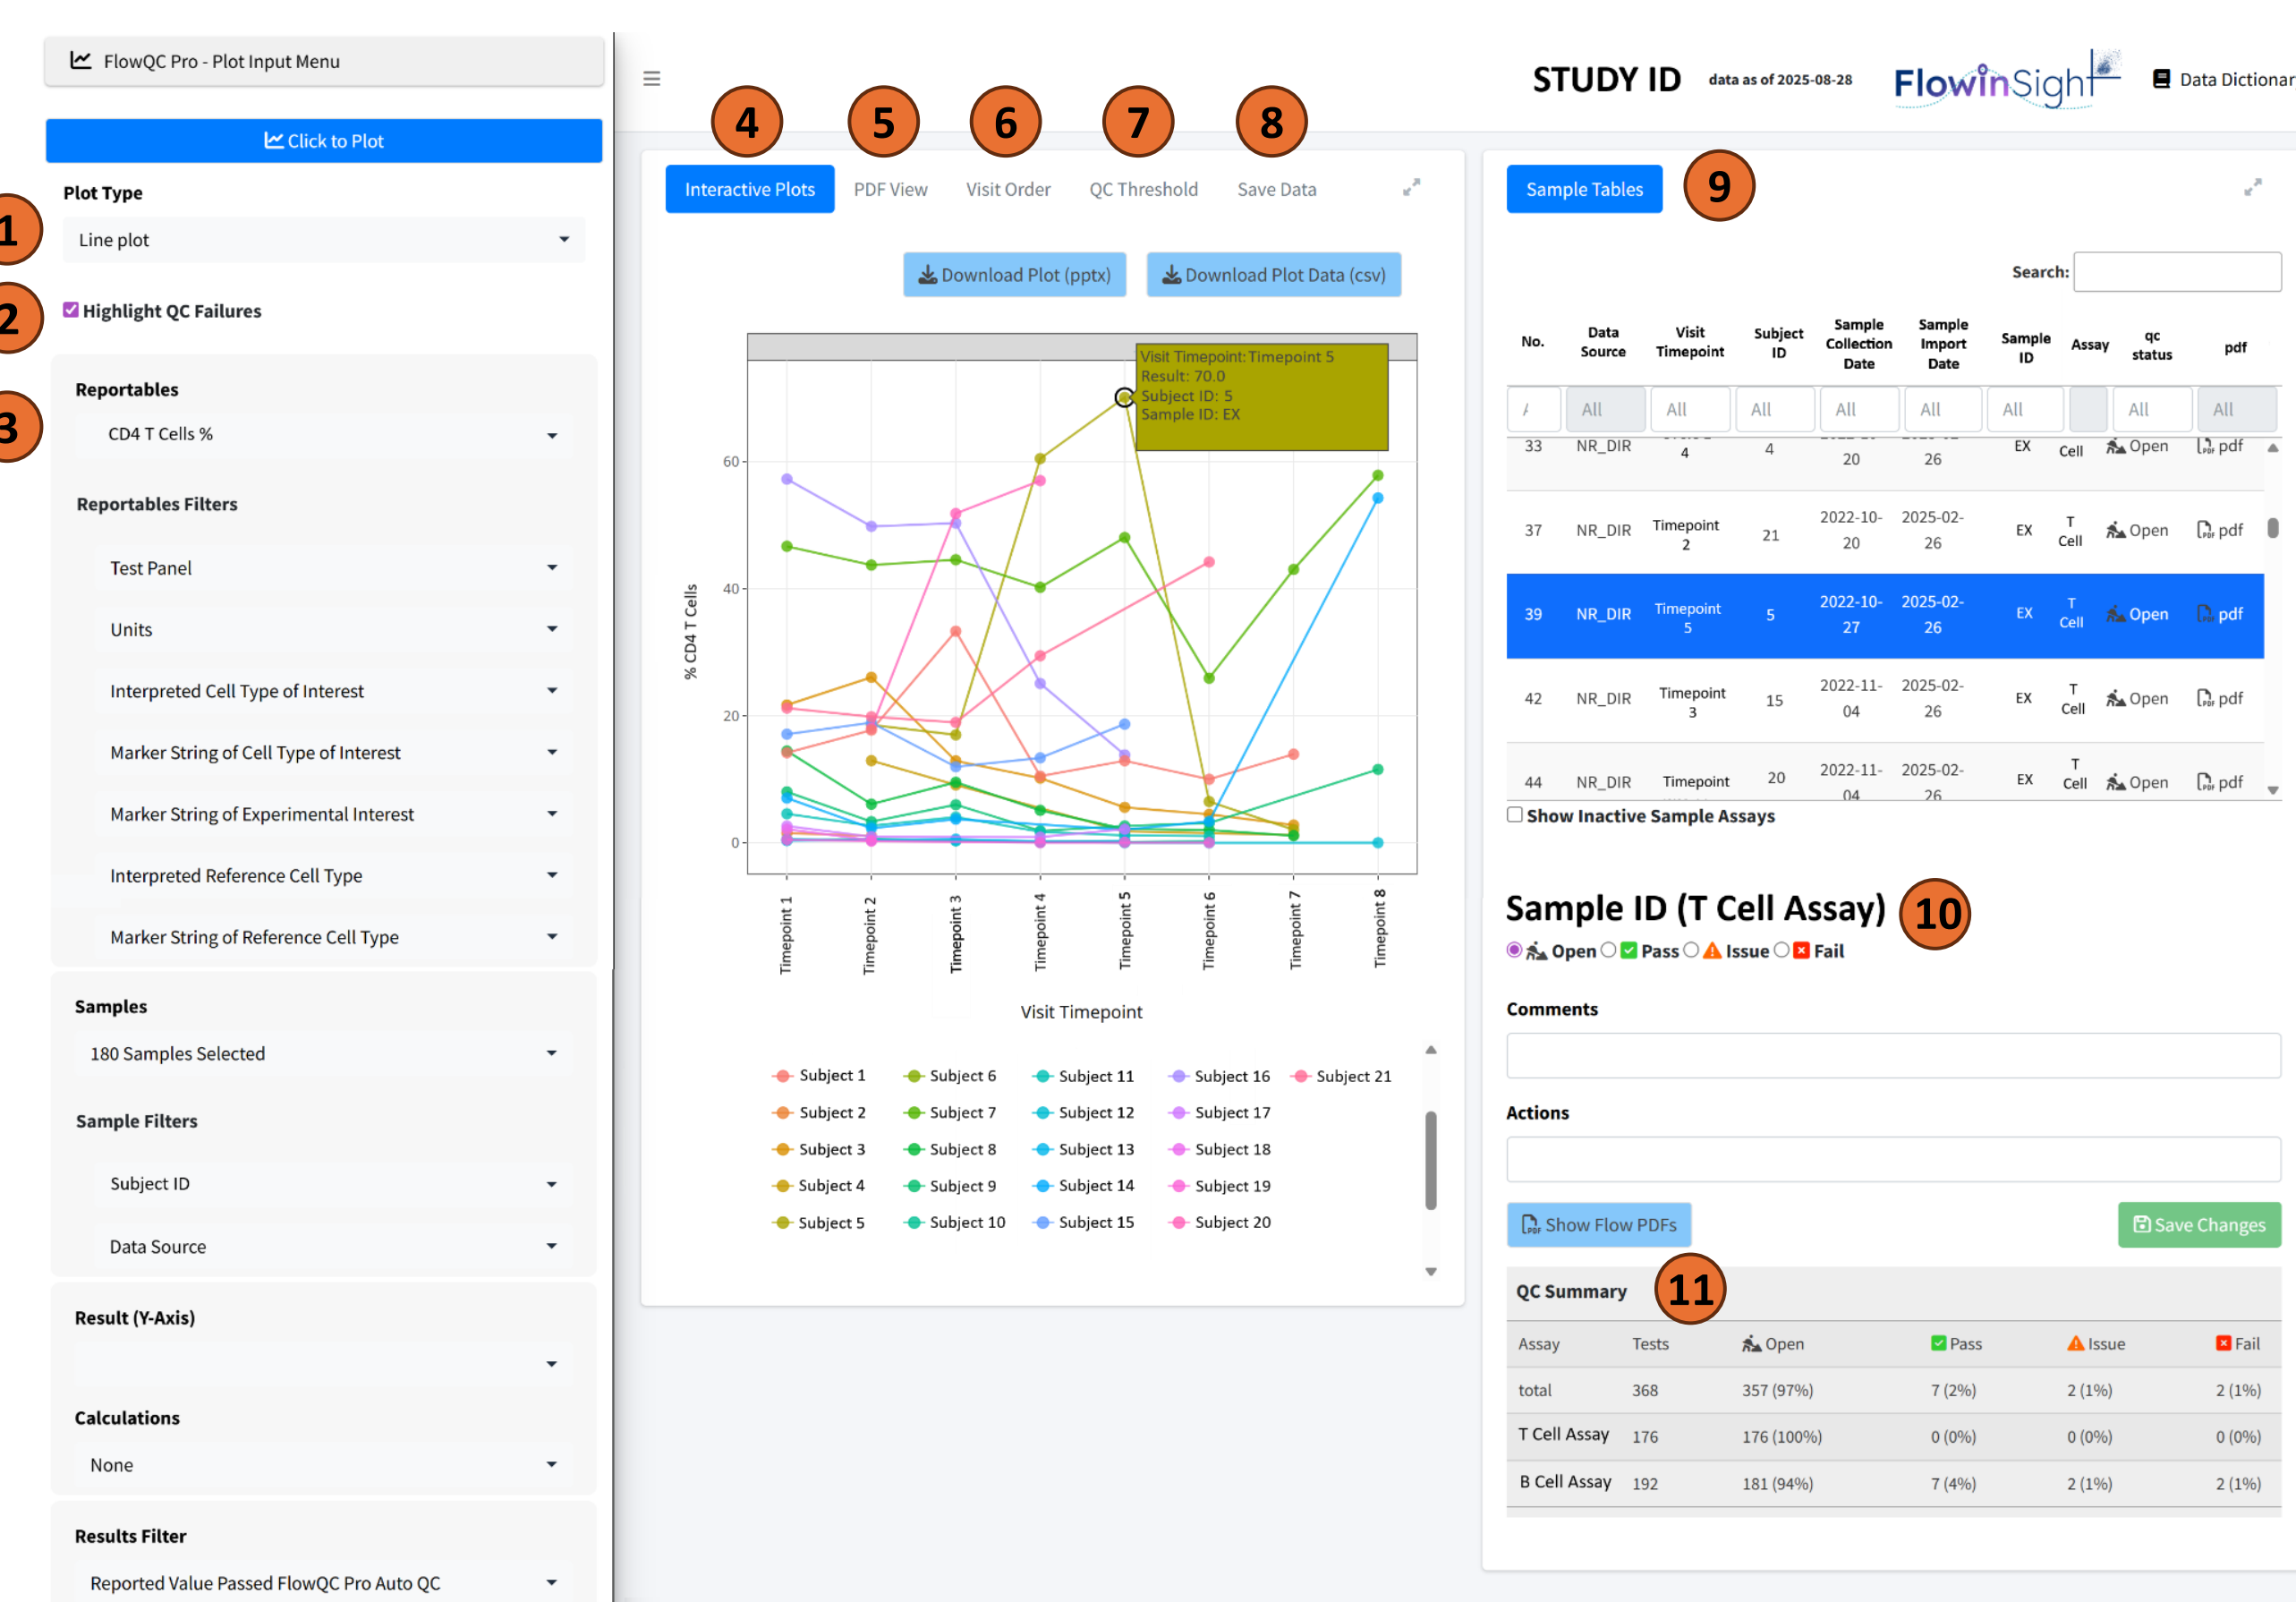 FlowQC Pro - Plot Input Menu
Click to Plot
Plot Type
1
Line plot
2
Highlight QC Failures
Reportables
3
CD4 T Cells %
Reportables Filters
Test Panel
Units
Interpreted Cell Type of Interest
Marker String of Cell Type of Interest
Marker String of Experimental Interest
Interpreted Reference Cell Type
Marker String of Reference Cell Type
Samples
180 Samples Selected
Sample Filters
Subject ID
Data Source
Result (Y-Axis)
Calculations
None
Results Filter
Reported Value Passed FlowQC Pro Auto QC
STUDY ID
data as of 2025-08-28
FlowinSight
Data Dictionar
4 5 6 7 8
Interactive Plots PDF View Visit Order QC Threshold Save Data
Download Plot (pptx) Download Plot Data (csv)
Visit Timepoint: Timepoint 5
Result: 70.0
Subject ID: 5
Sample ID: EX
% CD4 T Cells
60
40
20
0
Timepoint 1
Timepoint 2
Timepoint 3
Timepoint 4
Timepoint 5
Timepoint 6
Timepoint 7
Timepoint 8
Visit Timepoint
Subject 1 Subject 6 Subject 11 Subject 16 Subject 21
Subject 2 Subject 7 Subject 12 Subject 17
Subject 3 Subject 8 Subject 13 Subject 18
Subject 4 Subject 9 Subject 14 Subject 19
Subject 5 Subject 10 Subject 15 Subject 20
Sample Tables
9
Search:
No. Data Source Visit Timepoint Subject ID Sample Collection Date Sample Import Date Sample ID Assay qc status pdf
All All All All All All All All
33 NR_DIR 4 4 20 26 EX Cell Open pdf
37 NR_DIR Timepoint 2 21 2022-10-20 2025-02-26 EX T Cell Open pdf
39 NR_DIR Timepoint 5 5 2022-10-27 2025-02-26 EX T Cell Open pdf
42 NR_DIR Timepoint 3 15 2022-11-04 2025-02-26 EX T Cell Open pdf
44 NR_DIR Timepoint 20 2022-11-04 2025-02-26 EX T Cell Open pdf
Show Inactive Sample Assays
Sample ID (T Cell Assay)
10
Open Pass Issue Fail
Comments
Actions
Show Flow PDFs
Save Changes
QC Summary
11
Assay Tests Open Pass Issue Fail
total 368 357 (97%) 7 (2%) 2 (1%) 2 (1%)
T Cell Assay 176 176 (100%) 0 (0%) 0 (0%) 0 (0%)
B Cell Assay 192 181 (94%) 7 (4%) 2 (1%) 2 (1%)